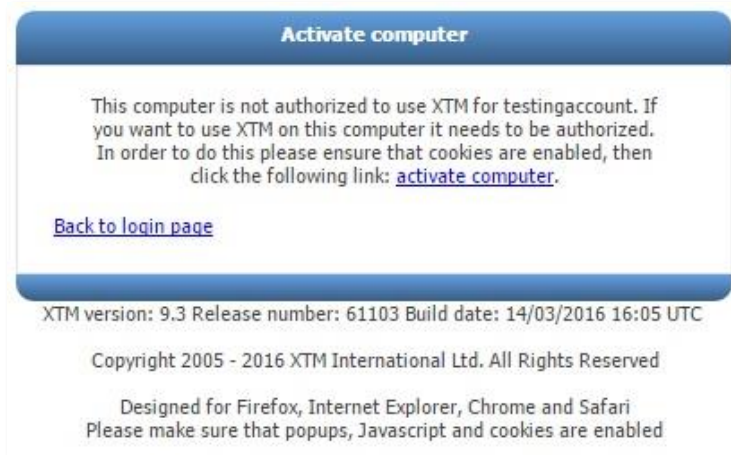 Activate computer
This computer is not authorized to use XTM for testingaccount. If
you want to use XTM on this computer it needs to be authorized.
In order to do this please ensure that cookies are enabled, then
click the following link: activate computer.
Back to login page
XTM version: 9.3 Release number: 61103 Build date: 14/03/2016 16:05 UTC
Copyright 2005 - 2016 XTM International Ltd. All Rights Reserved
Designed for Firefox, Internet Explorer, Chrome and Safari
Please make sure that popups, Javascript and cookies are enabled